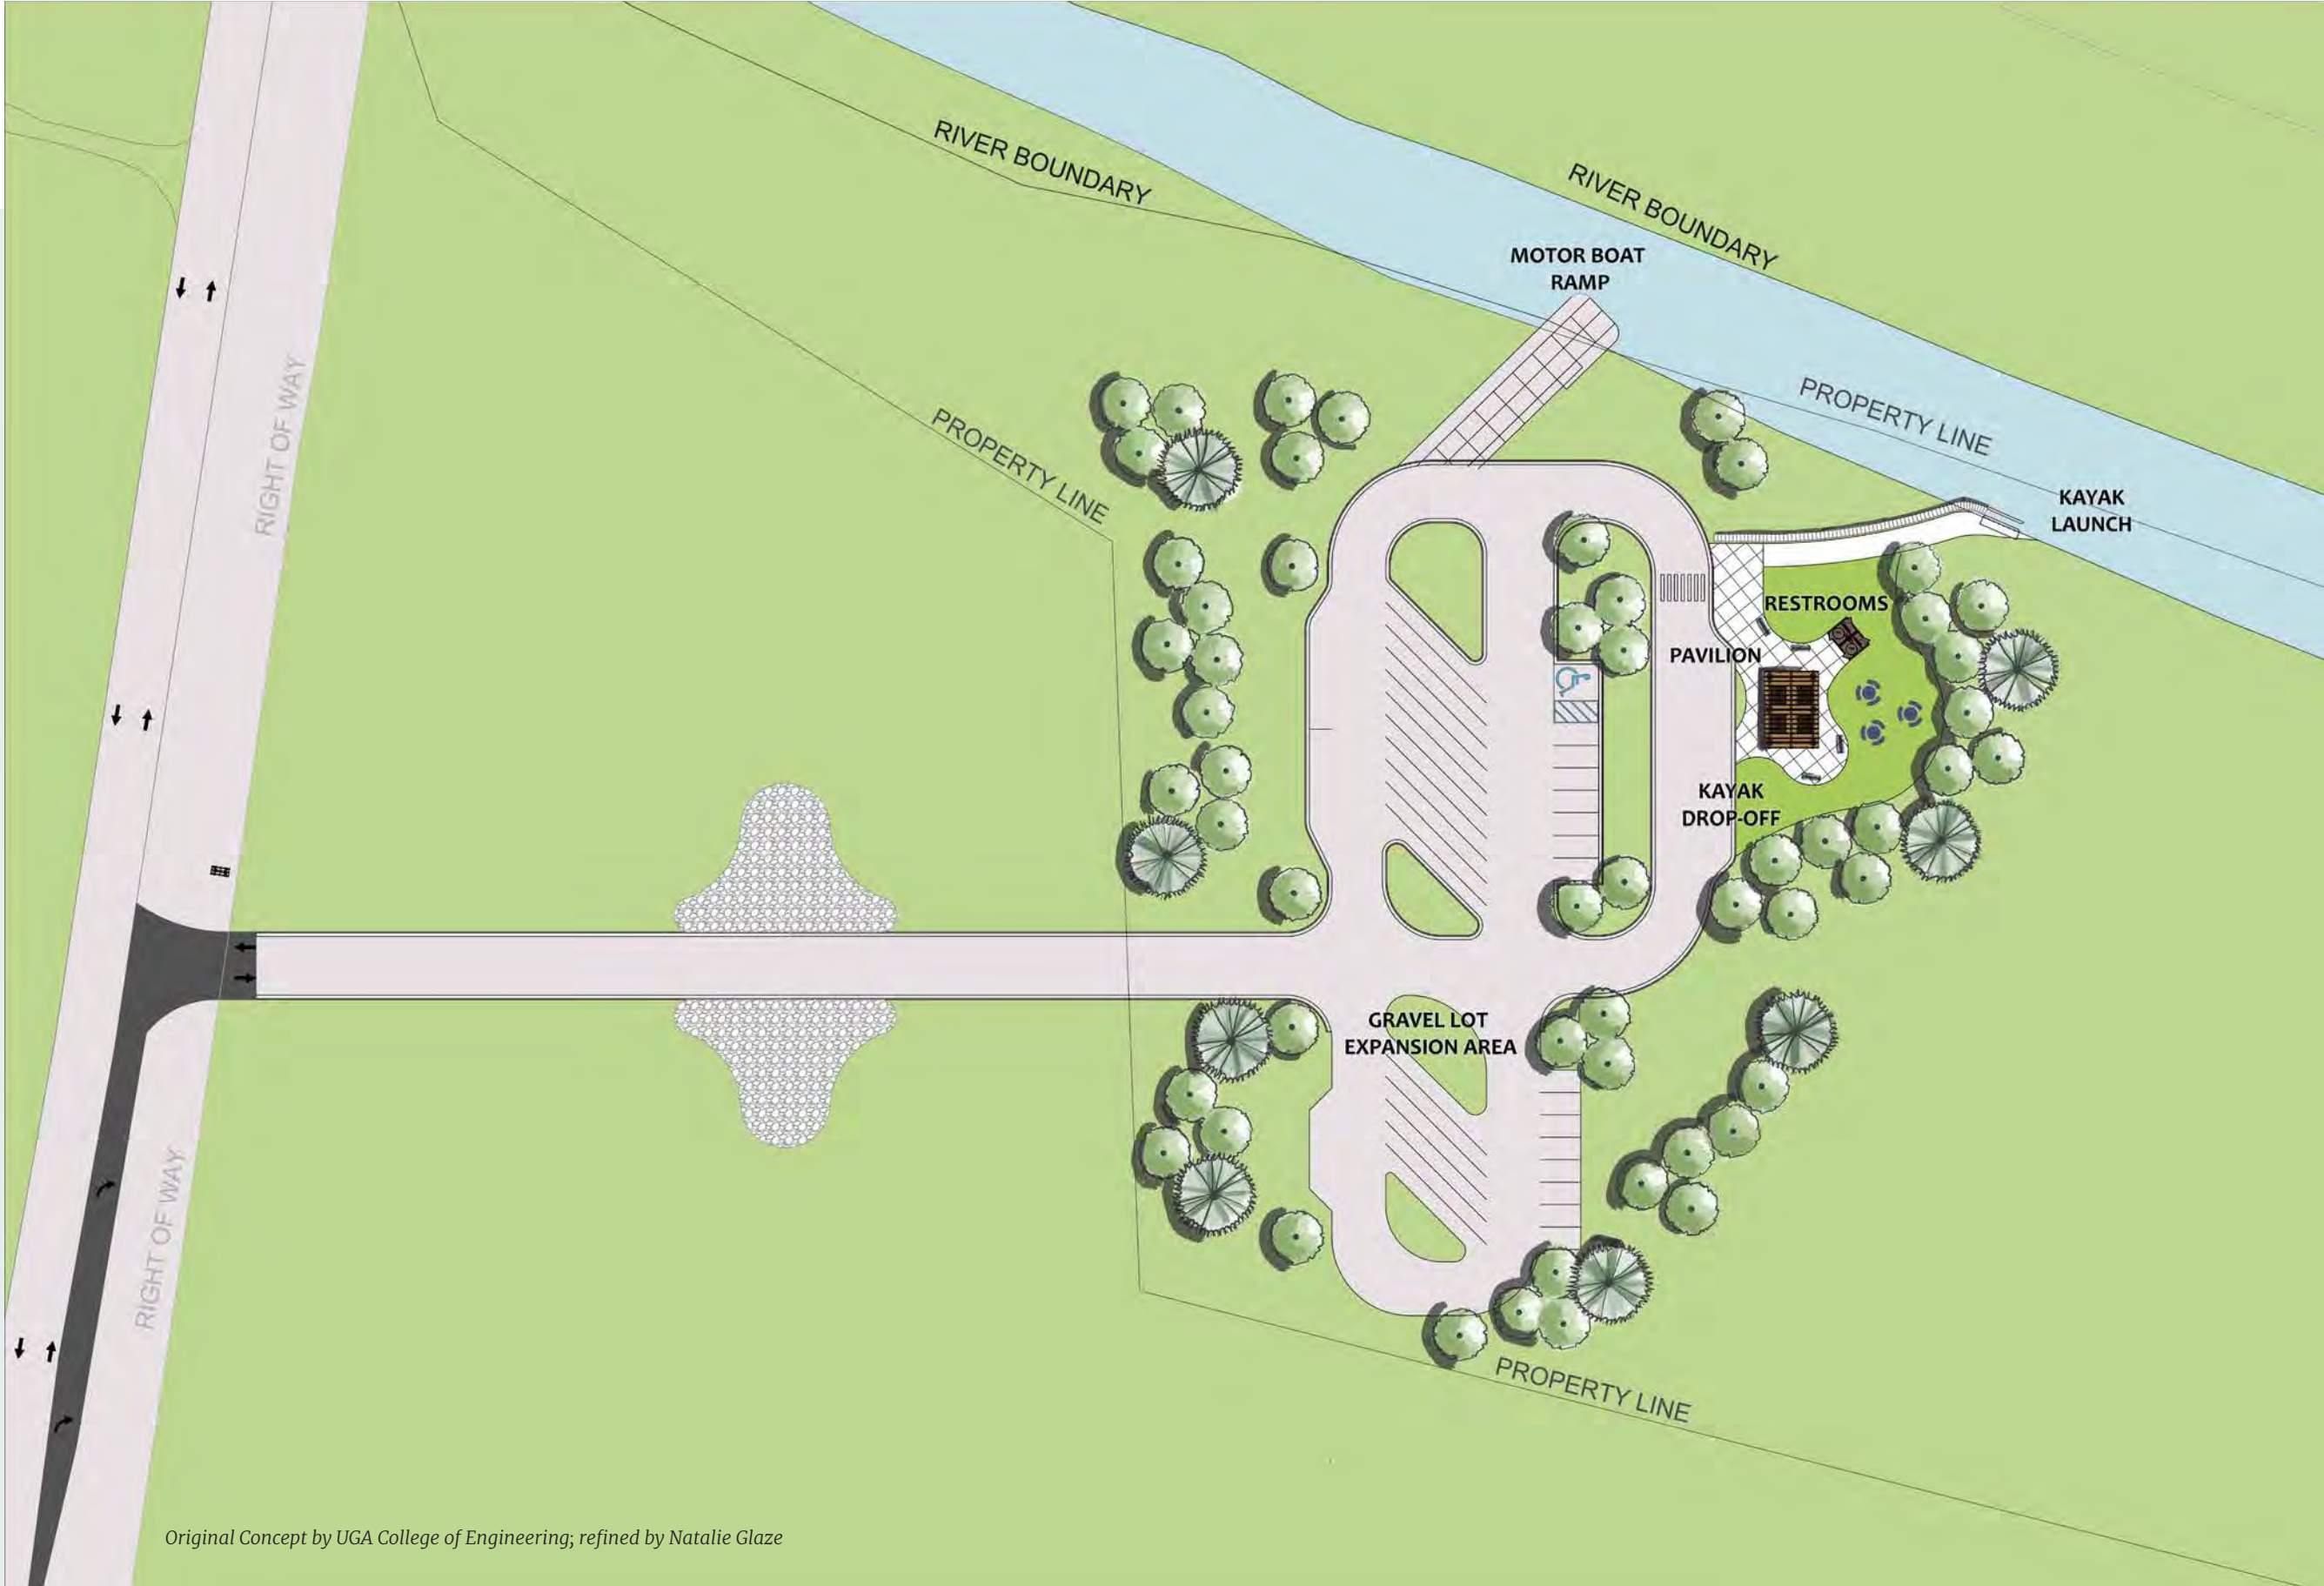 RIVER BOUNDARY
RIVER BOUNDARY
MOTOR BOAT
RAMP
RIGHT OF WAY
PROPERTY LINE
PROPERTY LINE
KAYAK
LAUNCH
RESTROOMS
PAVILION
KAYAK
DROP-OFF
GRAVEL LOT
EXPANSION AREA
RIGHT OF WAY
PROPERTY LINE
Original Concept by UGA College of Engineering; refined by Natalie Glaze